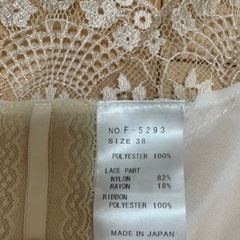 NO. F-5293
SIZE 38
POLYESTER 100%
LACE PART
NYLON 82%
RAYON 18%
RIBBON
POLYESTER 100%
MADE IN JAPAN